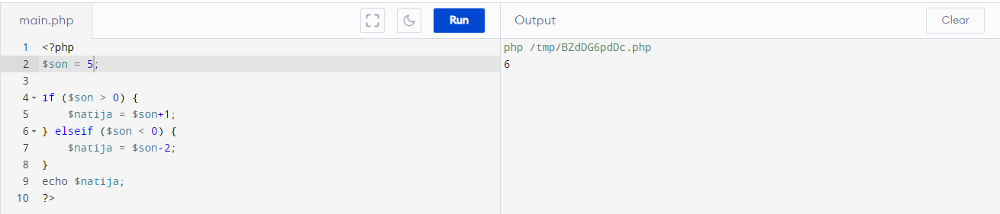 main.php
Run
Output
Clear
1 <?php
2 $son = 5;
3
4 if ($son > 0) {
5     $natija = $son+1;
6 } elseif ($son < 0) {
7     $natija = $son-2;
8 }
9 echo $natija;
10 ?>
php /tmp/BZdDG6pdDc.php
6